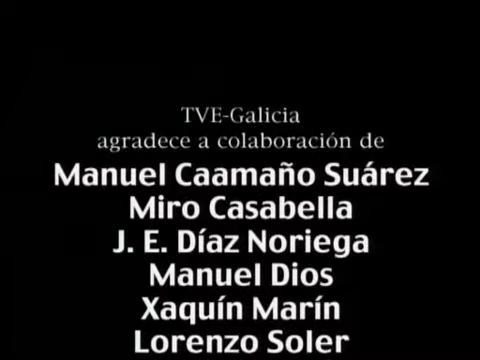 TVE-Galicia
agradece a colaboración de
Manuel Caamaño Suárez
Miro Casabella
J. E. Díaz Noriega
Manuel Dios
Xaquín Marín
Lorenzo Soler